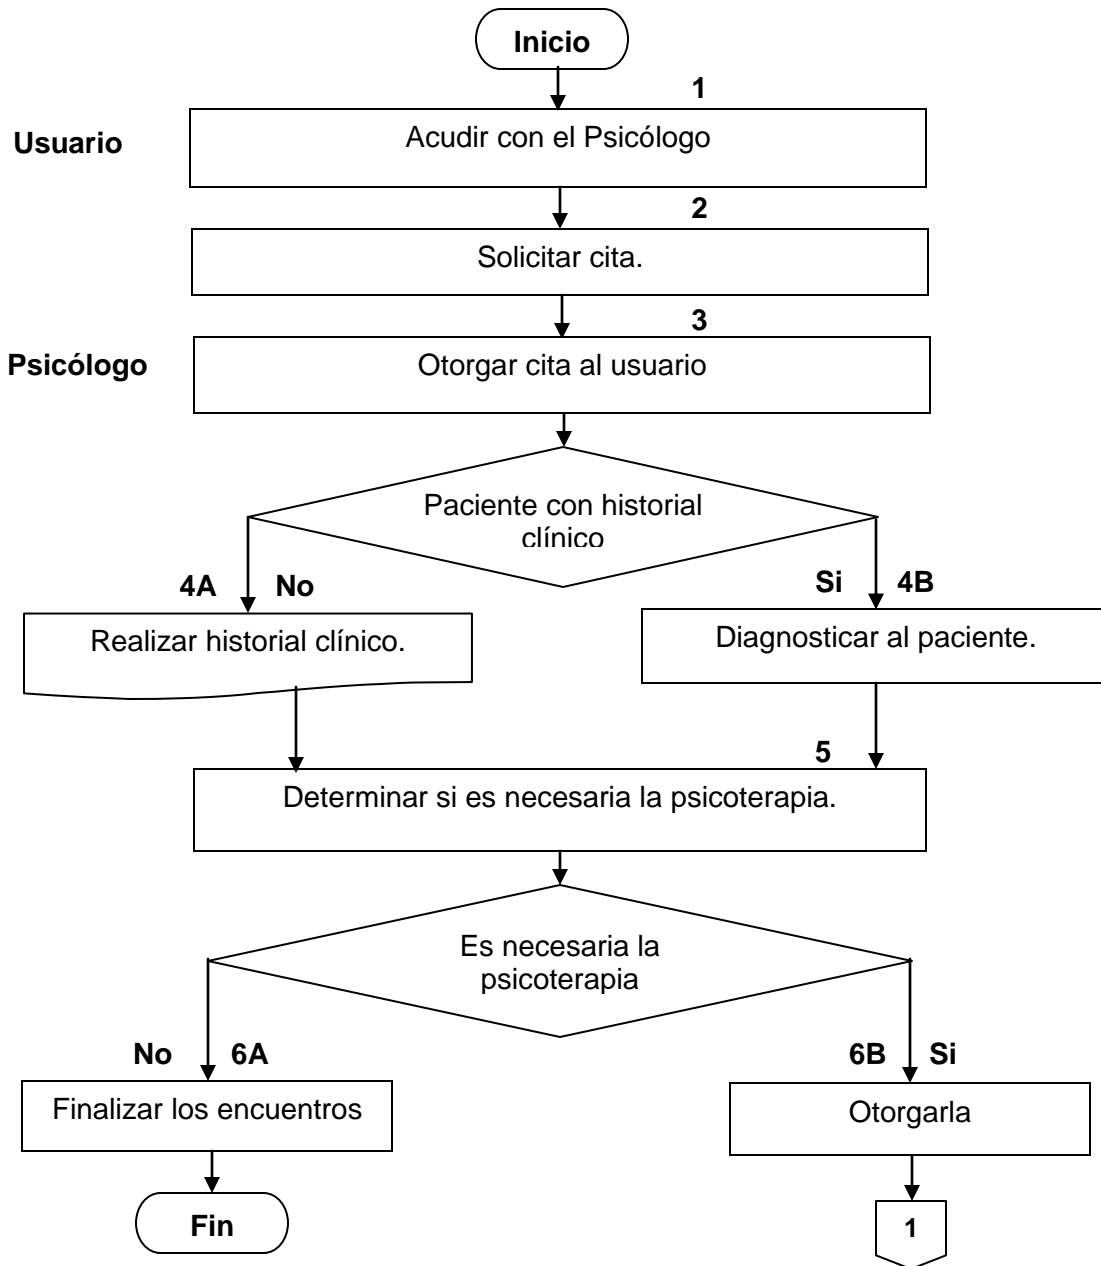 Inicio
1
Usuario
Acudir con el Psicólogo
2
Solicitar cita.
3
Psicólogo
Otorgar cita al usuario
Paciente con historial
clínico
4A No
Si 4B
Realizar historial clínico.
Diagnosticar al paciente.
5
Determinar si es necesaria la psicoterapia.
Es necesaria la
psicoterapia
No 6A
6B Si
Finalizar los encuentros
Otorgarla
Fin
1